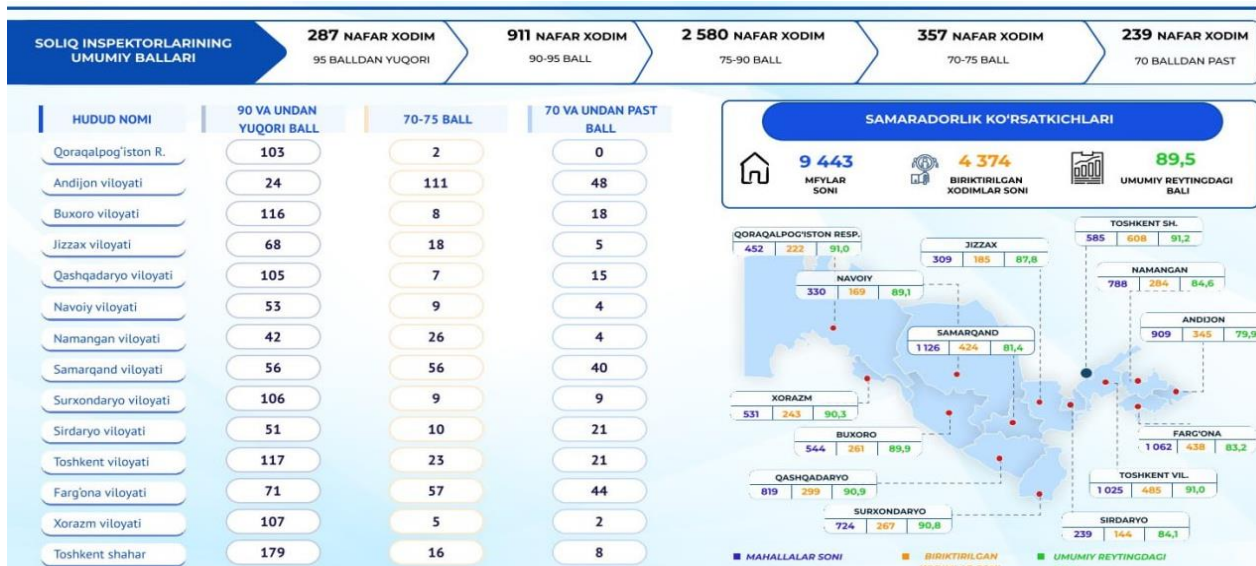 SOLIQ INSPEKTORLARINING
UMUMIY BALLARI
287 NAFAR XODIM
95 BALLDAN YUQORI
911 NAFAR XODIM
90-95 BALL
2 580 NAFAR XODIM
75-90 BALL
357 NAFAR XODIM
70-75 BALL
239 NAFAR XODIM
70 BALLDAN PAST
HUDUD NOMI
90 VA UNDAN
YUQORI BALL
70-75 BALL
70 VA UNDAN PAST
BALL
Qoraqalpog'iston R. 103 2 0
Andijon viloyati 24 111 48
Buxoro viloyati 116 8 18
Jizzax viloyati 68 18 5
Qashqadaryo viloyati 105 7 15
Navoiy viloyati 53 9 4
Namangan viloyati 42 26 4
Samarqand viloyati 56 56 40
Surxondaryo viloyati 106 9 9
Sirdaryo viloyati 51 10 21
Toshkent viloyati 117 23 21
Farg'ona viloyati 71 57 44
Xorazm viloyati 107 5 2
Toshkent shahar 179 16 8
SAMARADORLIK KO'RSATKICHLARI
9 443
MFYLAR
SONI
4 374
BIRIKTIRILGAN
XODIMLAR SONI
89,5
UMUMIY REYTINGDAGI
BALI
TOSHKENT SH.
585 608 91,2
QORAQALPOG'ISTON RESP.
452 222 91,0
JIZZAX
309 185 87,8
NAMANGAN
788 284 84,6
NAVOIY
330 169 89,1
ANDIJON
909 345 79,9
SAMARQAND
1 126 424 81,4
XORAZM
531 243 90,3
BUXORO
544 261 89,9
FARG'ONA
1 062 438 83,2
QASHQADARYO
819 299 90,9
TOSHKENT VIL.
1 025 485 91,0
SURXONDARYO
724 267 90,8
SIRDARYO
239 144 84,1
MAHALLALAR SONI
BIRIKTIRILGAN
UMUMIY REYTINGDAGI